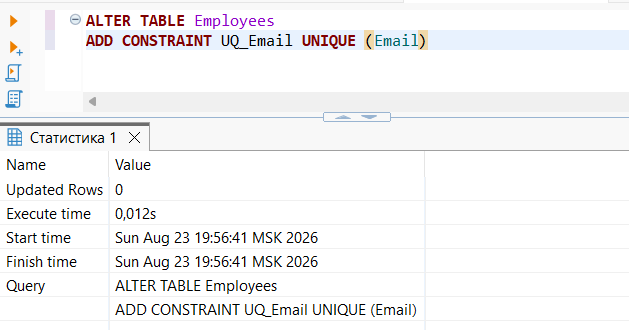 ALTER TABLE Employees
ADD CONSTRAINT UQ_Email UNIQUE (Email)
Статистика 1
Name Value
Updated Rows 0
Execute time 0,012s
Start time Sun Aug 23 19:56:41 MSK 2026
Finish time Sun Aug 23 19:56:41 MSK 2026
Query ALTER TABLE Employees
ADD CONSTRAINT UQ_Email UNIQUE (Email)